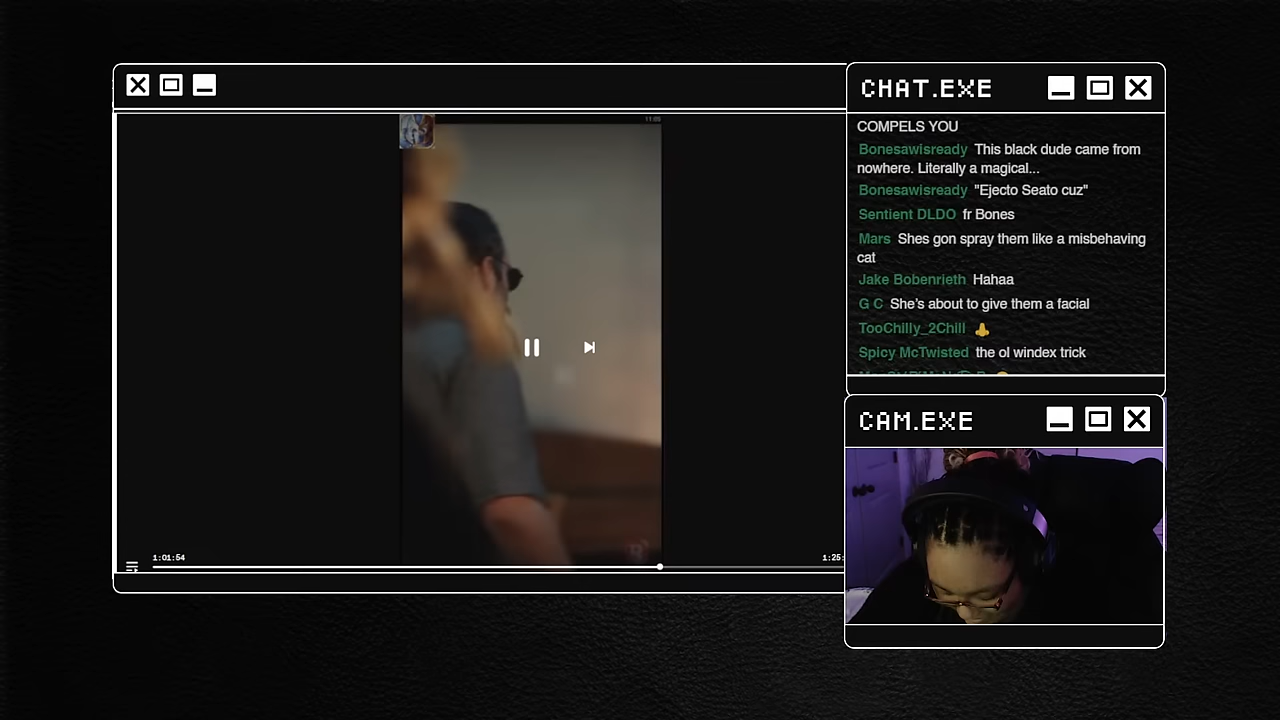 CHAT.EXE
COMPELS YOU
Bonesawisready This black dude came from
nowhere. Literally a magical...
Bonesawisready "Ejecto Seato cuz"
Sentient DLDO fr Bones
Mars Shes gon spray them like a misbehaving
cat
Jake Bobenrieth Hahaa
G C She's about to give them a facial
TooChilly_2Chill
Spicy McTwisted the ol windex trick
1:01:54
1:25:
CAM.EXE